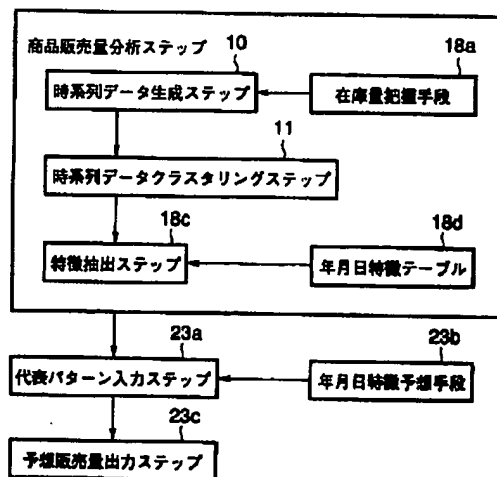 商品販売量分析ステップ
10
18a
時系列データ生成ステップ
在庫量把握手段
11
時系列データクラスタリングステップ
18c
18d
特徴抽出ステップ
年月日特徴テーブル
23a
23b
代表パターン入力ステップ
年月日特徴予想手段
23c
予想販売量出力ステップ